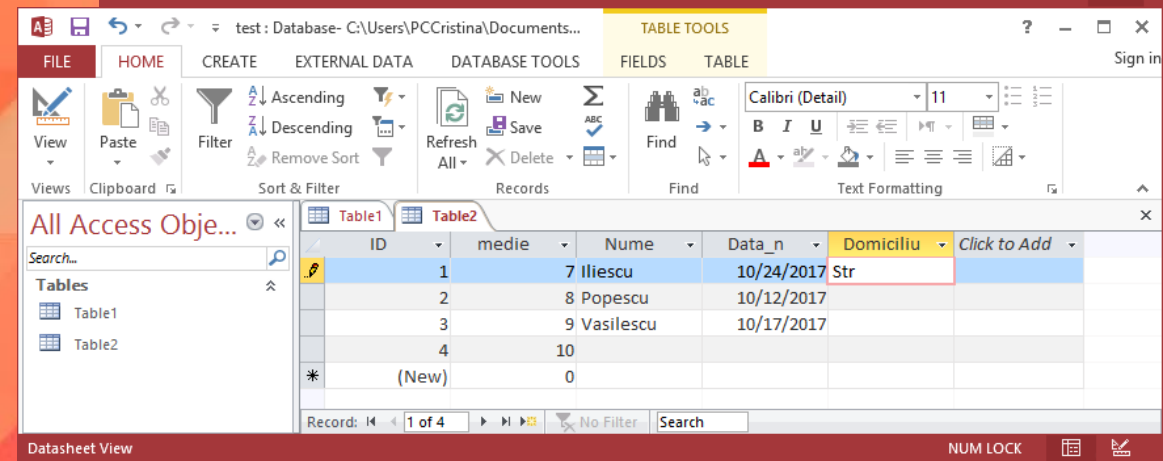 test : Database- C:\Users\PCCristina\Documents... TABLE TOOLS ?
FILE HOME CREATE EXTERNAL DATA DATABASE TOOLS FIELDS TABLE Sign in
View Paste Filter Ascending Descending Remove Sort Refresh All New Save Delete Find Calibri (Detail) 11
B I U A
Views Clipboard Sort & Filter Records Find Text Formatting
All Access Obje... « Table1 Table2
Search...
Tables
Table1
Table2
ID medie Nume Data_n Domiciliu Click to Add
1 7 Iliescu 10/24/2017 Str
2 8 Popescu 10/12/2017
3 9 Vasilescu 10/17/2017
4 10
(New) 0
Record: 1 of 4 No Filter Search
Datasheet View NUM LOCK